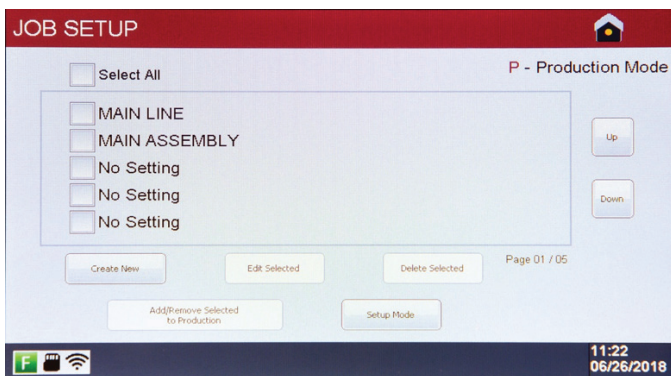 JOB SETUP
Select All
P - Production Mode
MAIN LINE
MAIN ASSEMBLY
No Setting
No Setting
No Setting
Up
Down
Create New
Edit Selected
Delete Selected
Page 01 / 05
Add/Remove Selected
to Production
Setup Mode
F
11:22
06/26/2018